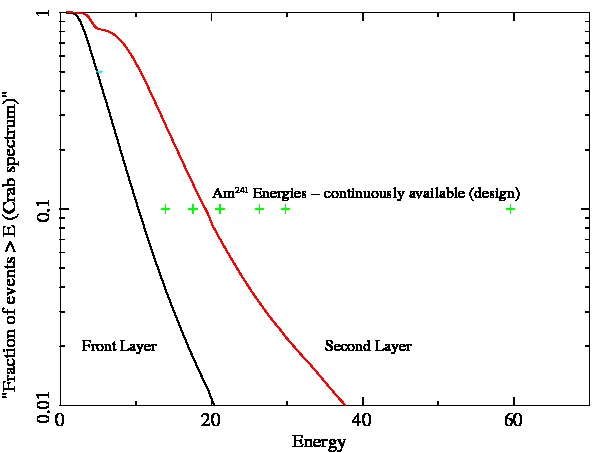 1
"Fraction of events > E (Crab spectrum)"
Am²⁴¹ Energies – continuously available (design)
0.1
Front Layer
Second Layer
0.01
0
20
40
60
Energy